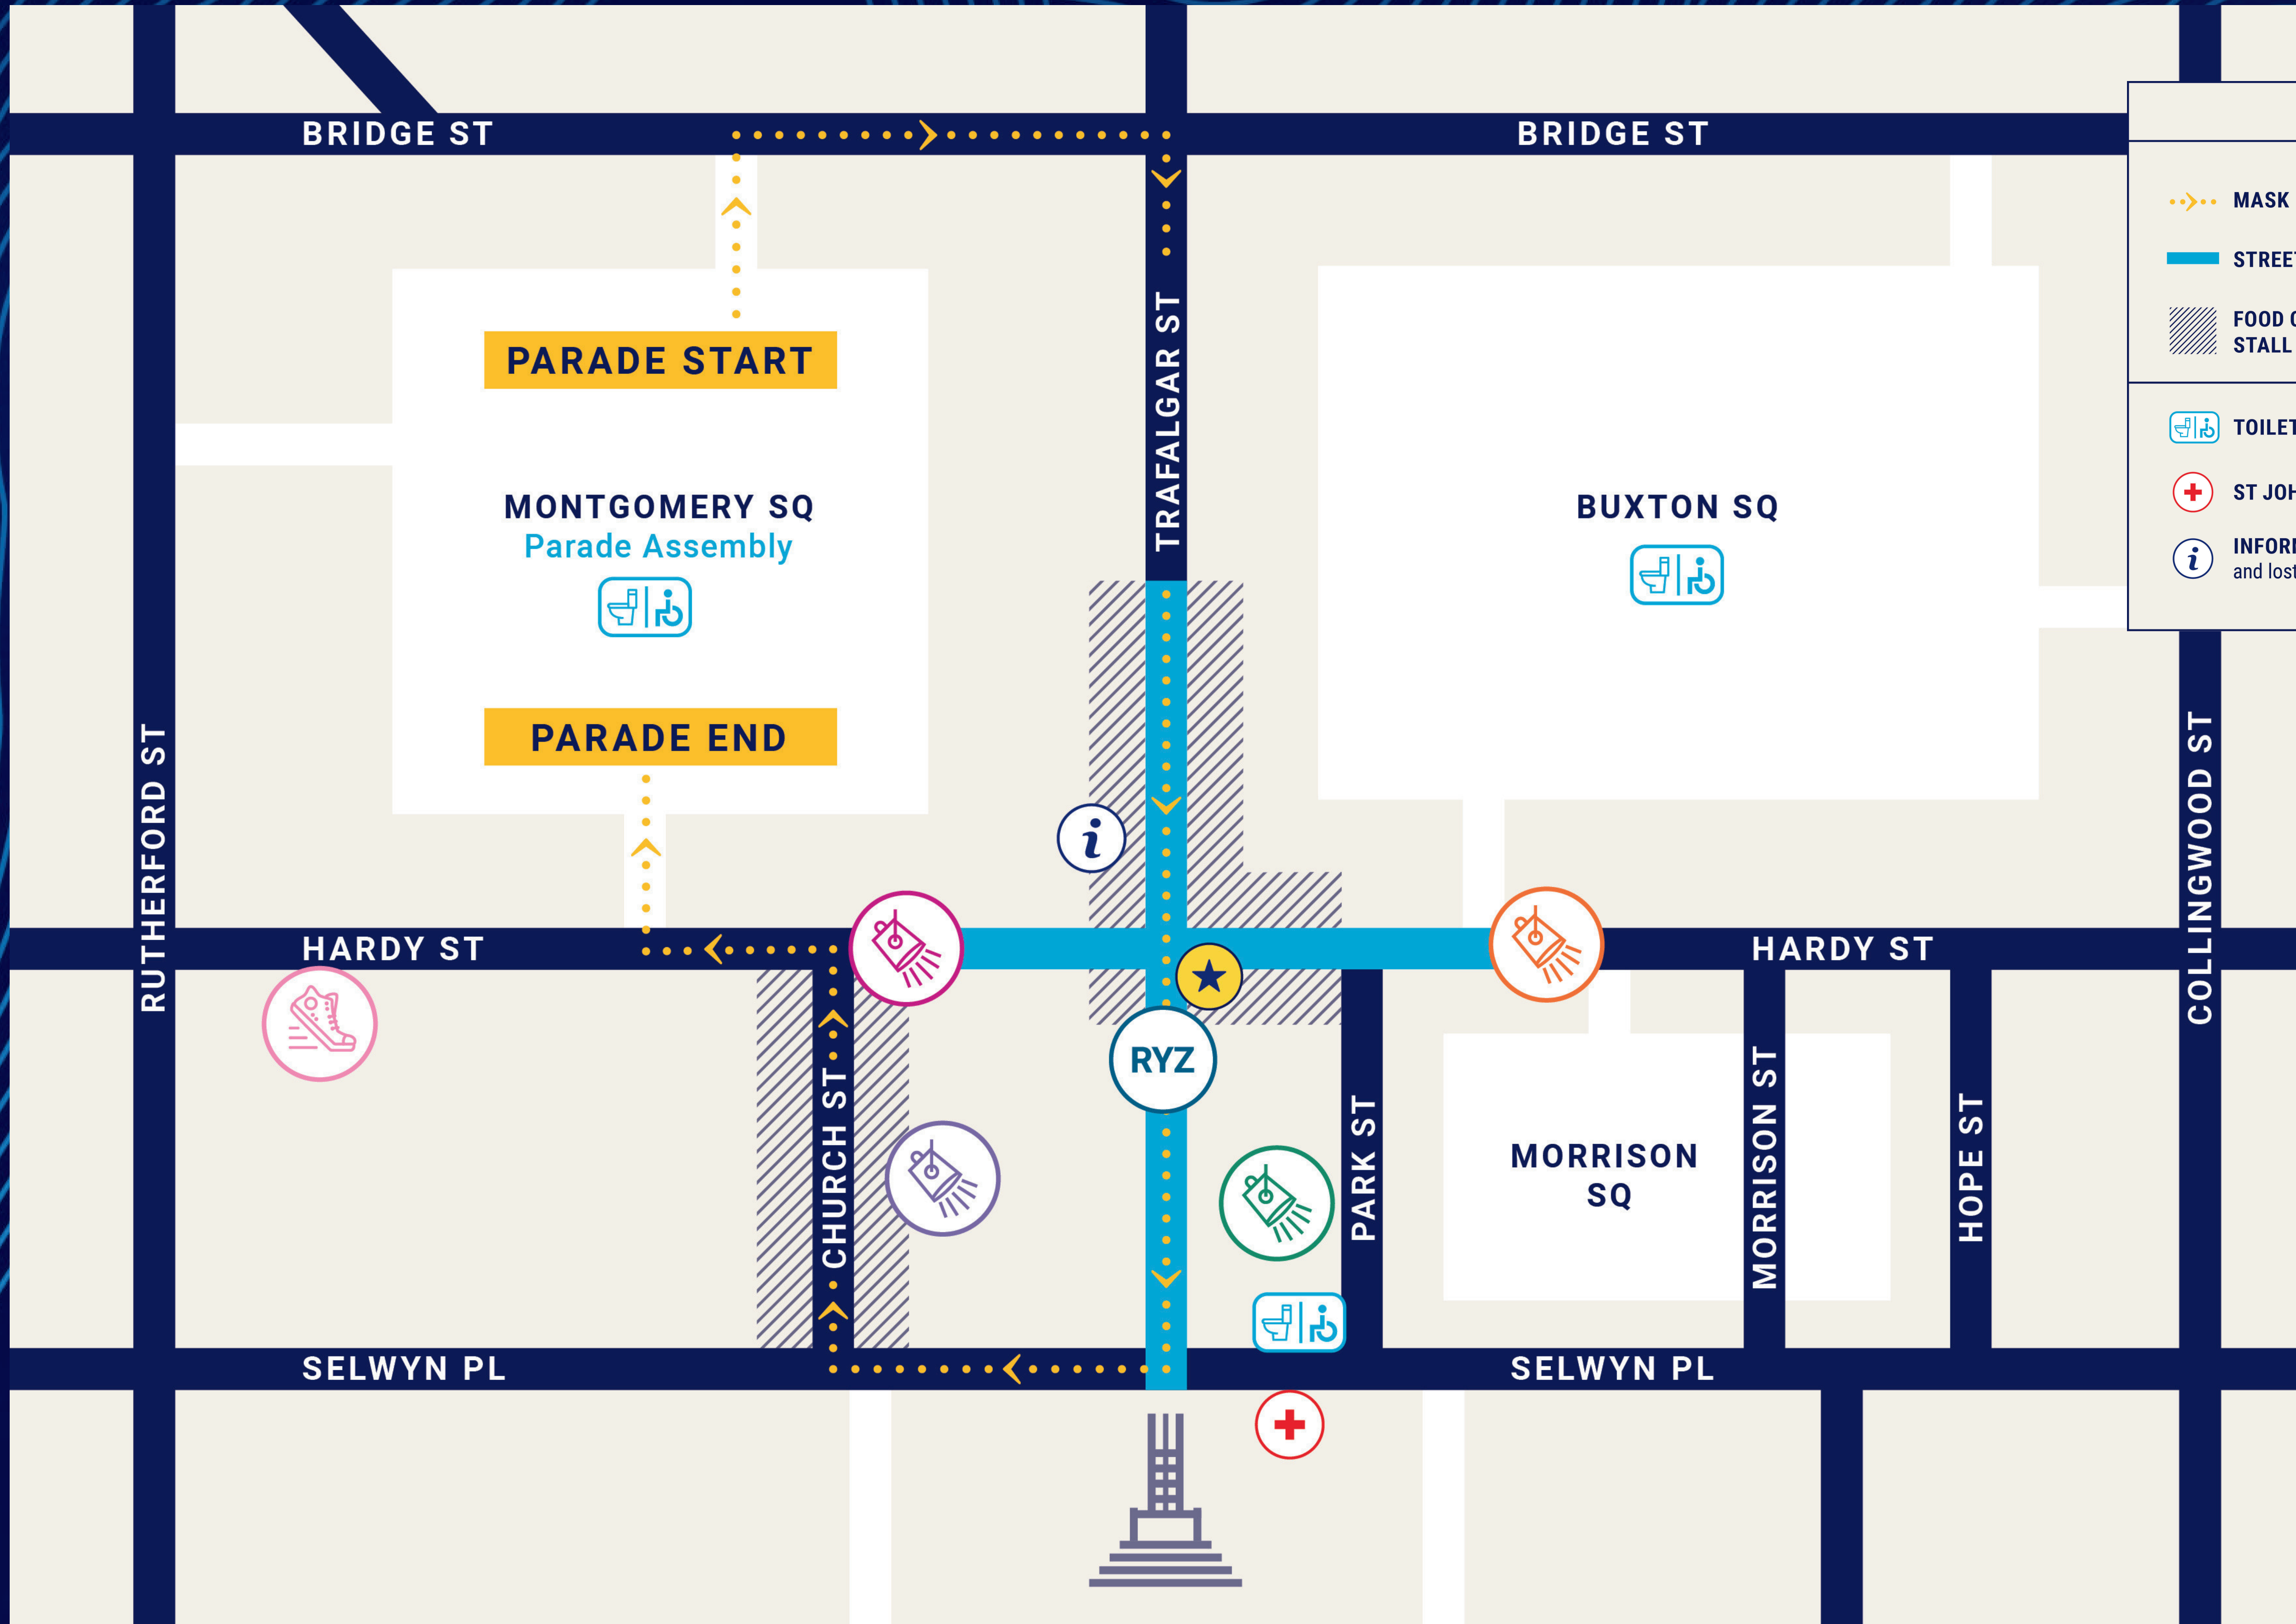 BRIDGE ST
BRIDGE ST
MASK
STREET
FOOD
STALL
TOILET
ST JOH
INFOR
and lost
TRAFALGAR ST
PARADE START
MONTGOMERY SQ
Parade Assembly
BUXTON SQ
PARADE END
i
RUTHERFORD ST
COLLINGWOOD ST
HARDY ST
HARDY ST
RYZ
CHURCH ST
PARK ST
MORRISON
SQ
MORRISON ST
HOPE ST
SELWYN PL
SELWYN PL